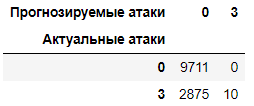 Прогнозируемые атаки 0 3
Актуальные атаки
0 9711 0
3 2875 10